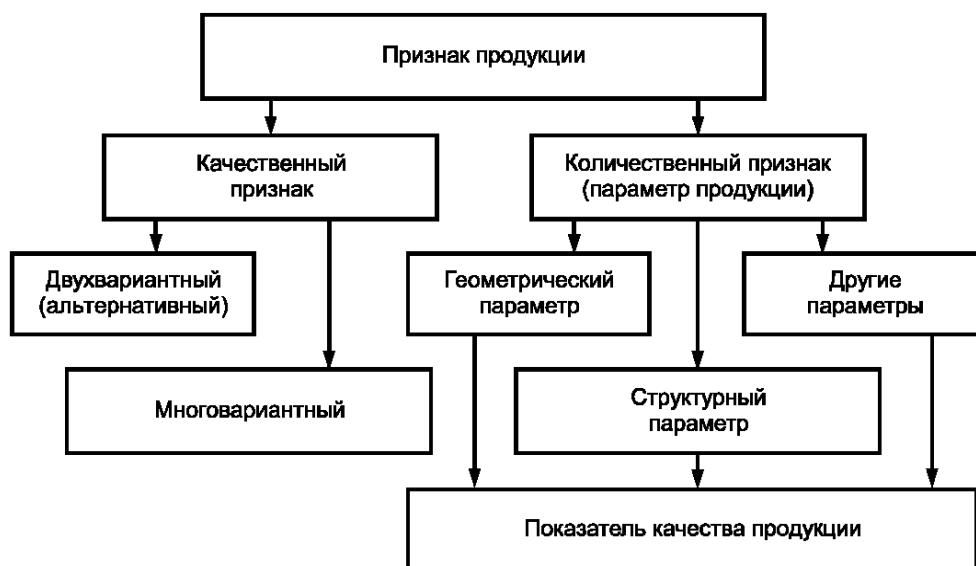 Признак продукции
Качественный
признак
Количественный признак
(параметр продукции)
Двухвариантный
(альтернативный)
Геометрический
параметр
Другие
параметры
Многовариантный
Структурный
параметр
Показатель качества продукции